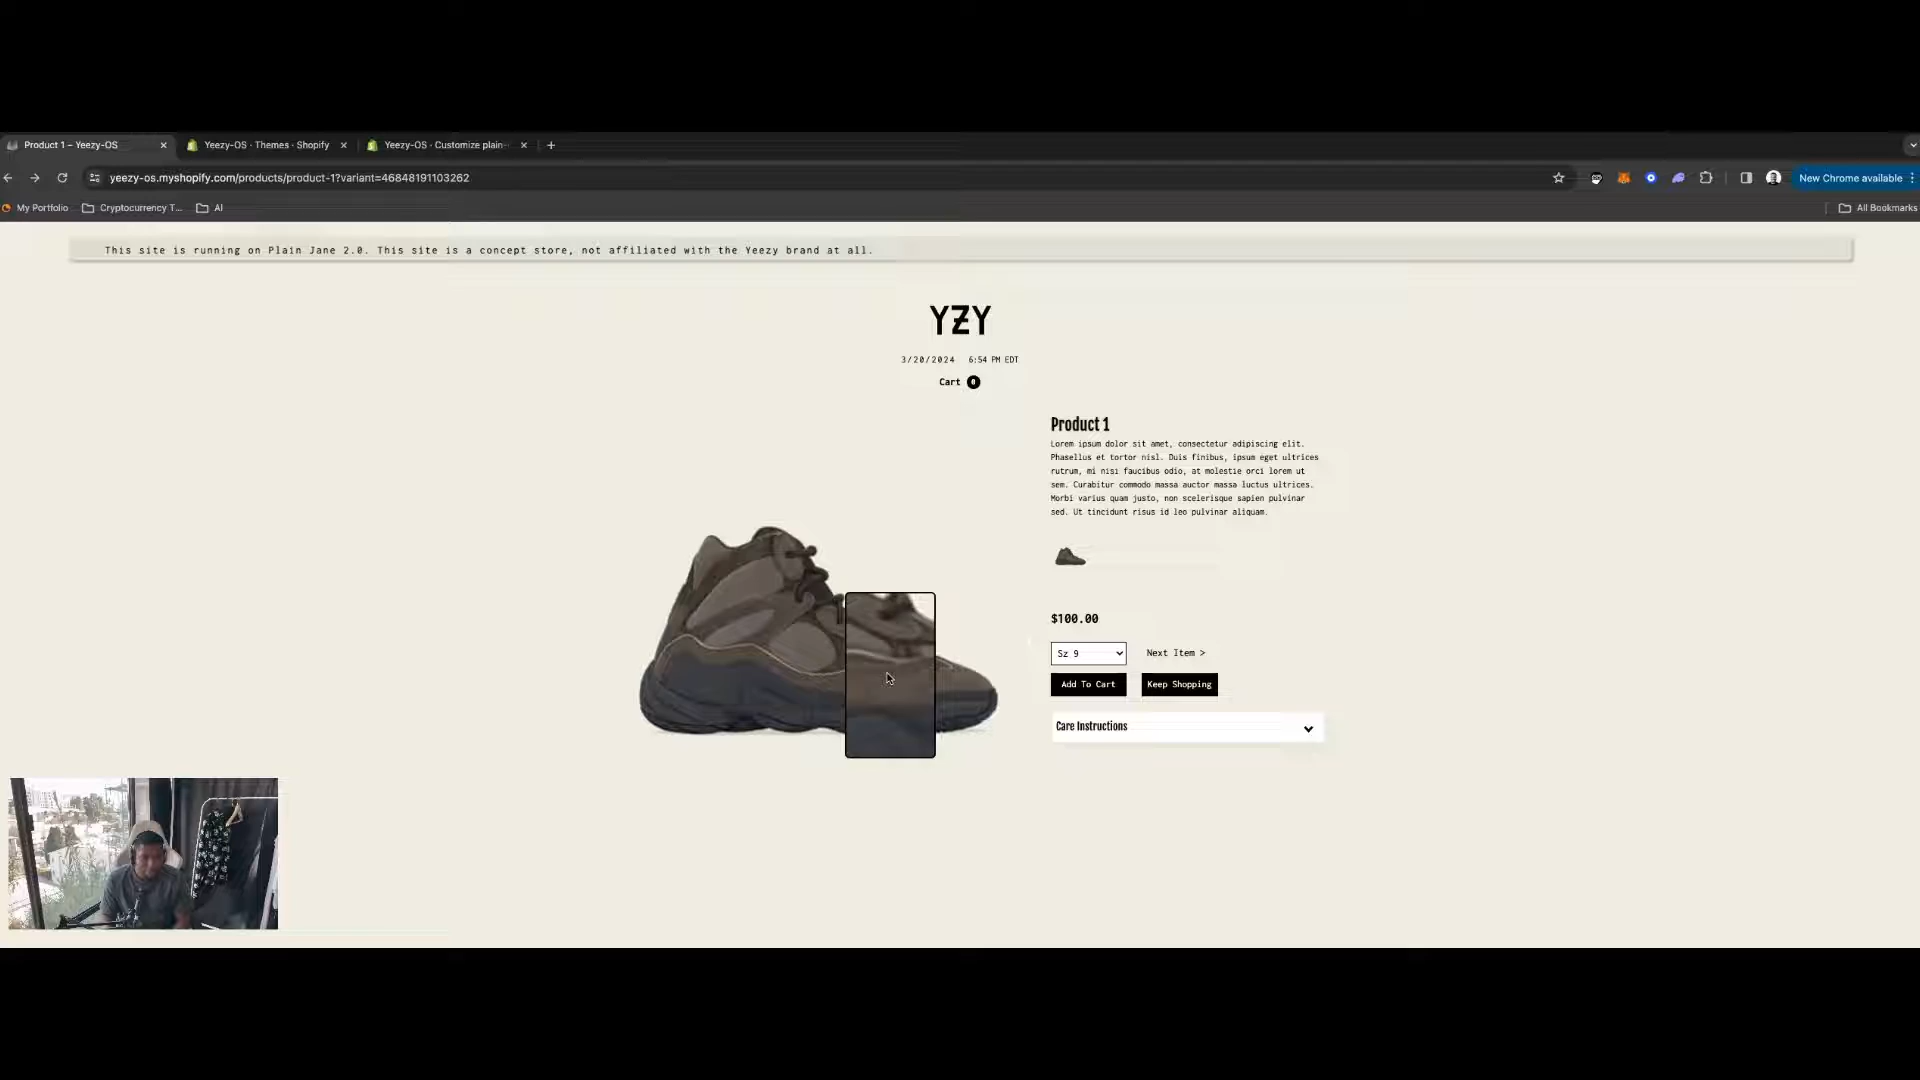 Product 1 – Yeezy-OS
Yeezy-OS · Themes · Shopify
Yeezy-OS · Customize plain-
yeezy-os.myshopify.com/products/product-1?variant=46848191103262
New Chrome available
My Portfolio
Cryptocurrency T...
AI
All Bookmarks
This site is running on Plain Jane 2.0. This site is a concept store, not affiliated with the Yeezy brand at all.
YZY
3/20/2024 6:54 PM EDT
Cart 0
Product 1
Lorem ipsum dolor sit amet, consectetur adipiscing elit.
Phasellus et tortor nisl. Duis finibus, ipsum eget ultrices
rutrum, mi nisi faucibus odio, at molestie orci lorem ut
sem. Curabitur commodo massa auctor massa luctus ultrices.
Morbi varius quam justo, non scelerisque sapien pulvinar
sed. Ut tincidunt risus id leo pulvinar aliquam.
$100.00
Sz 9
Next Item >
Add To Cart
Keep Shopping
Care Instructions